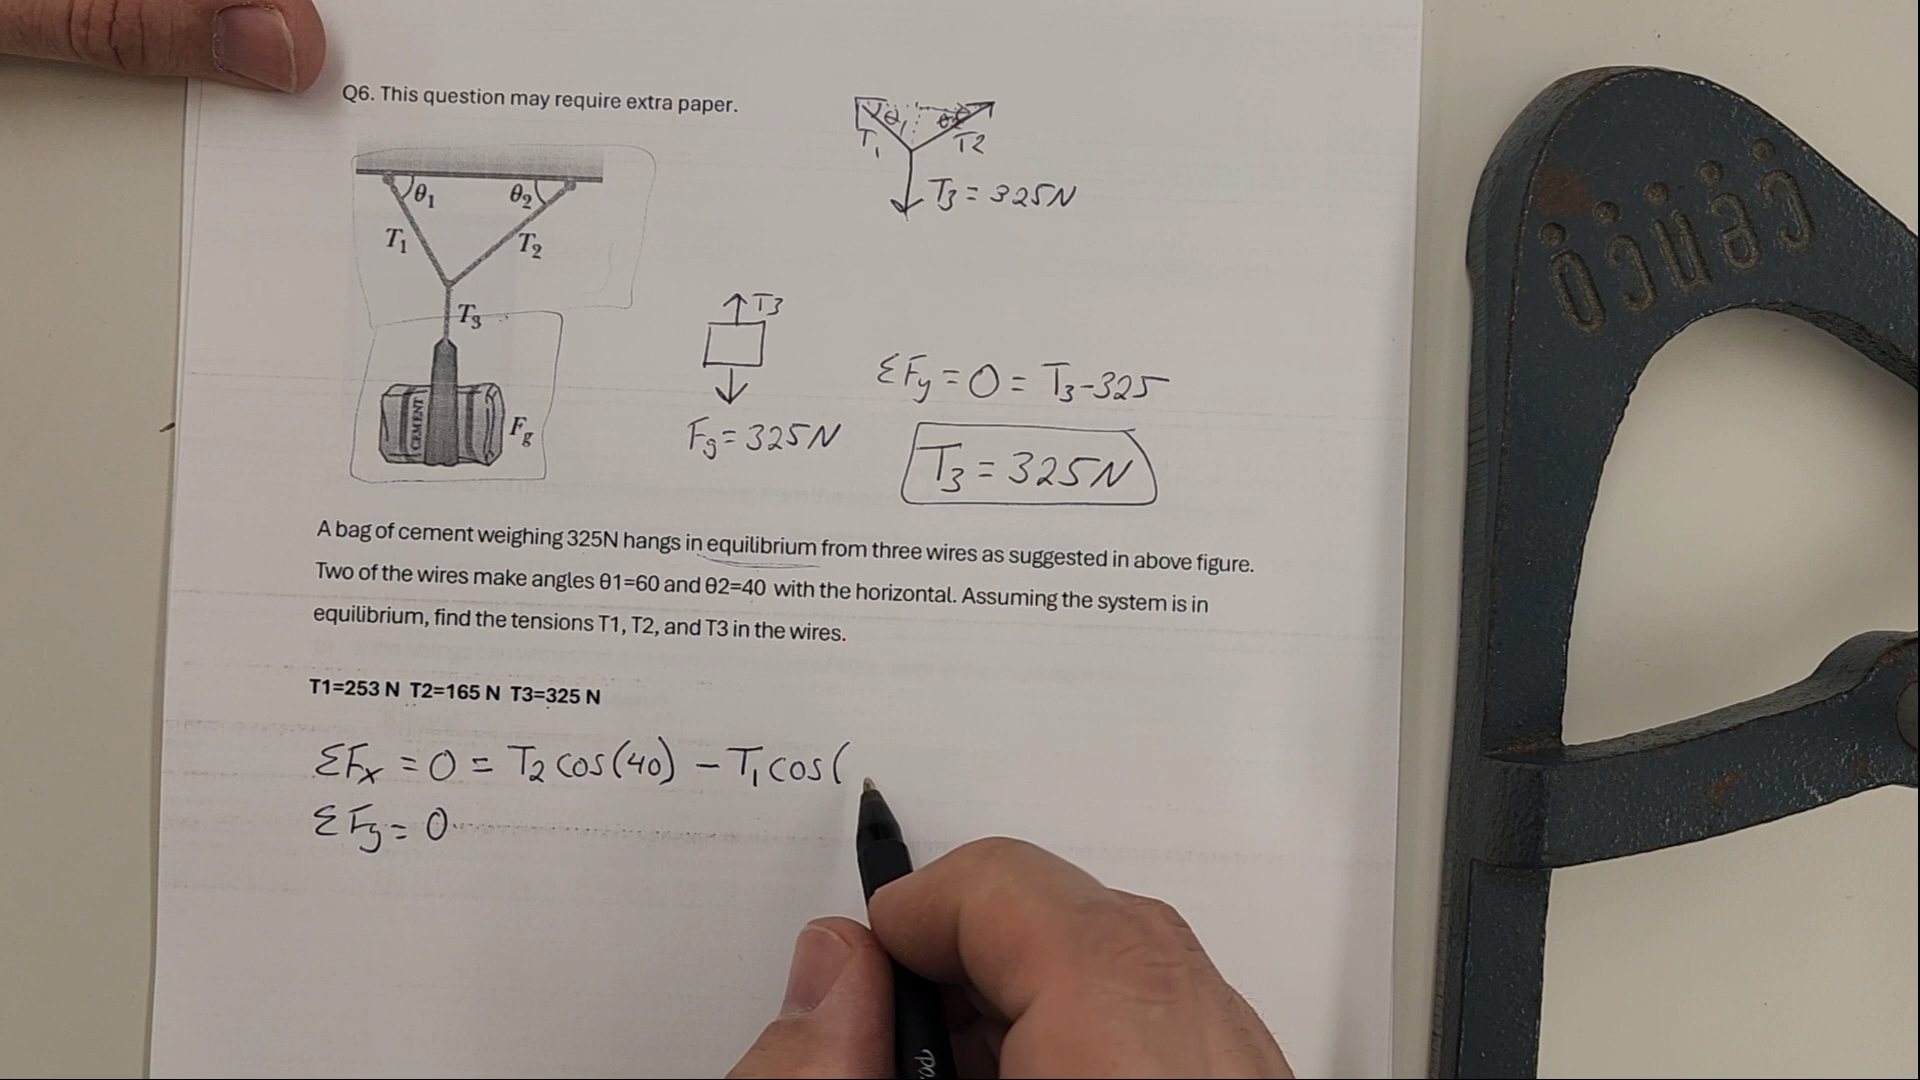 Q6. This question may require extra paper.
θ1 θ2
T1 T2
T3 = 325N
θ1 θ2
T1 T2
T3
CEMENT Fg
T3
Fg = 325N
ΣFy = 0 = T3-325
T3 = 325N
A bag of cement weighing 325N hangs in equilibrium from three wires as suggested in above figure.
Two of the wires make angles θ1=60 and θ2=40 with the horizontal. Assuming the system is in
equilibrium, find the tensions T1, T2, and T3 in the wires.
T1=253 N T2=165 N T3=325 N
ΣFx = 0 = T2 cos(40) - T1 cos(
ΣFy = 0